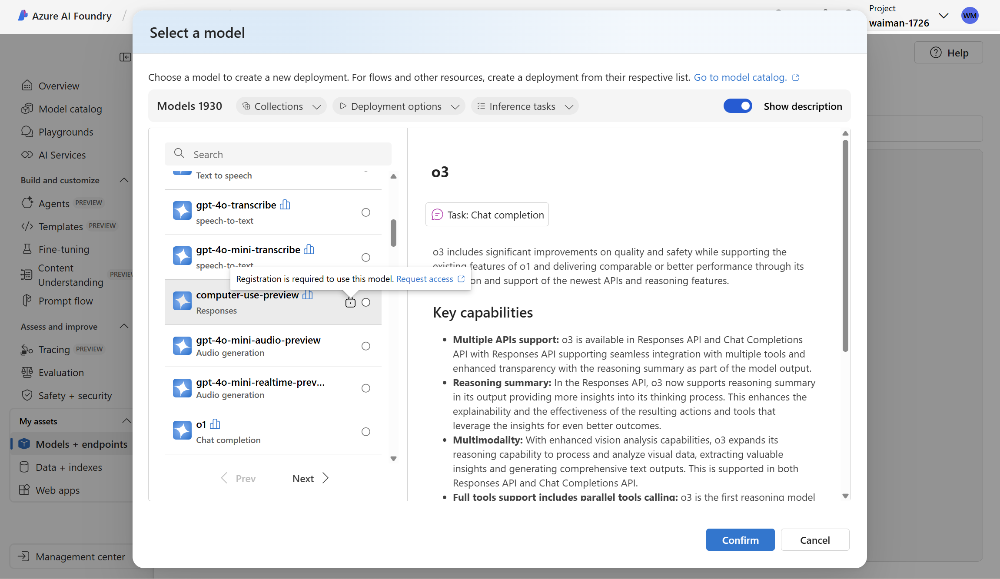 Azure AI Foundry /
Project
waiman-1726
WM
Select a model
Help
Choose a model to create a new deployment. For flows and other resources, create a deployment from their respective list. Go to model catalog.
Models 1930
Collections
Deployment options
Inference tasks
Show description
Overview
Model catalog
Playgrounds
AI Services
Build and customize
Agents PREVIEW
Templates PREVIEW
Fine-tuning
Content
Understanding
Prompt flow
Assess and improve
Tracing PREVIEW
Evaluation
Safety + security
My assets
Models + endpoints
Data + indexes
Web apps
Management center
Search
Text to speech
gpt-4o-transcribe
speech-to-text
gpt-4o-mini-transcribe
speech-to-text
Registration is required to use this model. Request access
computer-use-preview
Responses
gpt-4o-mini-audio-preview
Audio generation
gpt-4o-mini-realtime-prev...
Audio generation
o1
Chat completion
Prev
Next
o3
Task: Chat completion
o3 includes significant improvements on quality and safety while supporting the
existing features of o1 and delivering comparable or better performance through its
on and support of the newest APIs and reasoning features.
Key capabilities
• Multiple APIs support: o3 is available in Responses API and Chat Completions
API with Responses API supporting seamless integration with multiple tools and
enhanced transparency with the reasoning summary as part of the model output.
• Reasoning summary: In the Responses API, o3 now supports reasoning summary
in its output providing more insights into its thinking process. This enhances the
explainability and the effectiveness of the resulting actions and tools that
leverage the insights for even better outcomes.
• Multimodality: With enhanced vision analysis capabilities, o3 expands its
reasoning capability to process and analyze visual data, extracting valuable
insights and generating comprehensive text outputs. This is supported in both
Responses API and Chat Completions API.
• Full tools support includes parallel tools calling: o3 is the first reasoning model
Confirm
Cancel